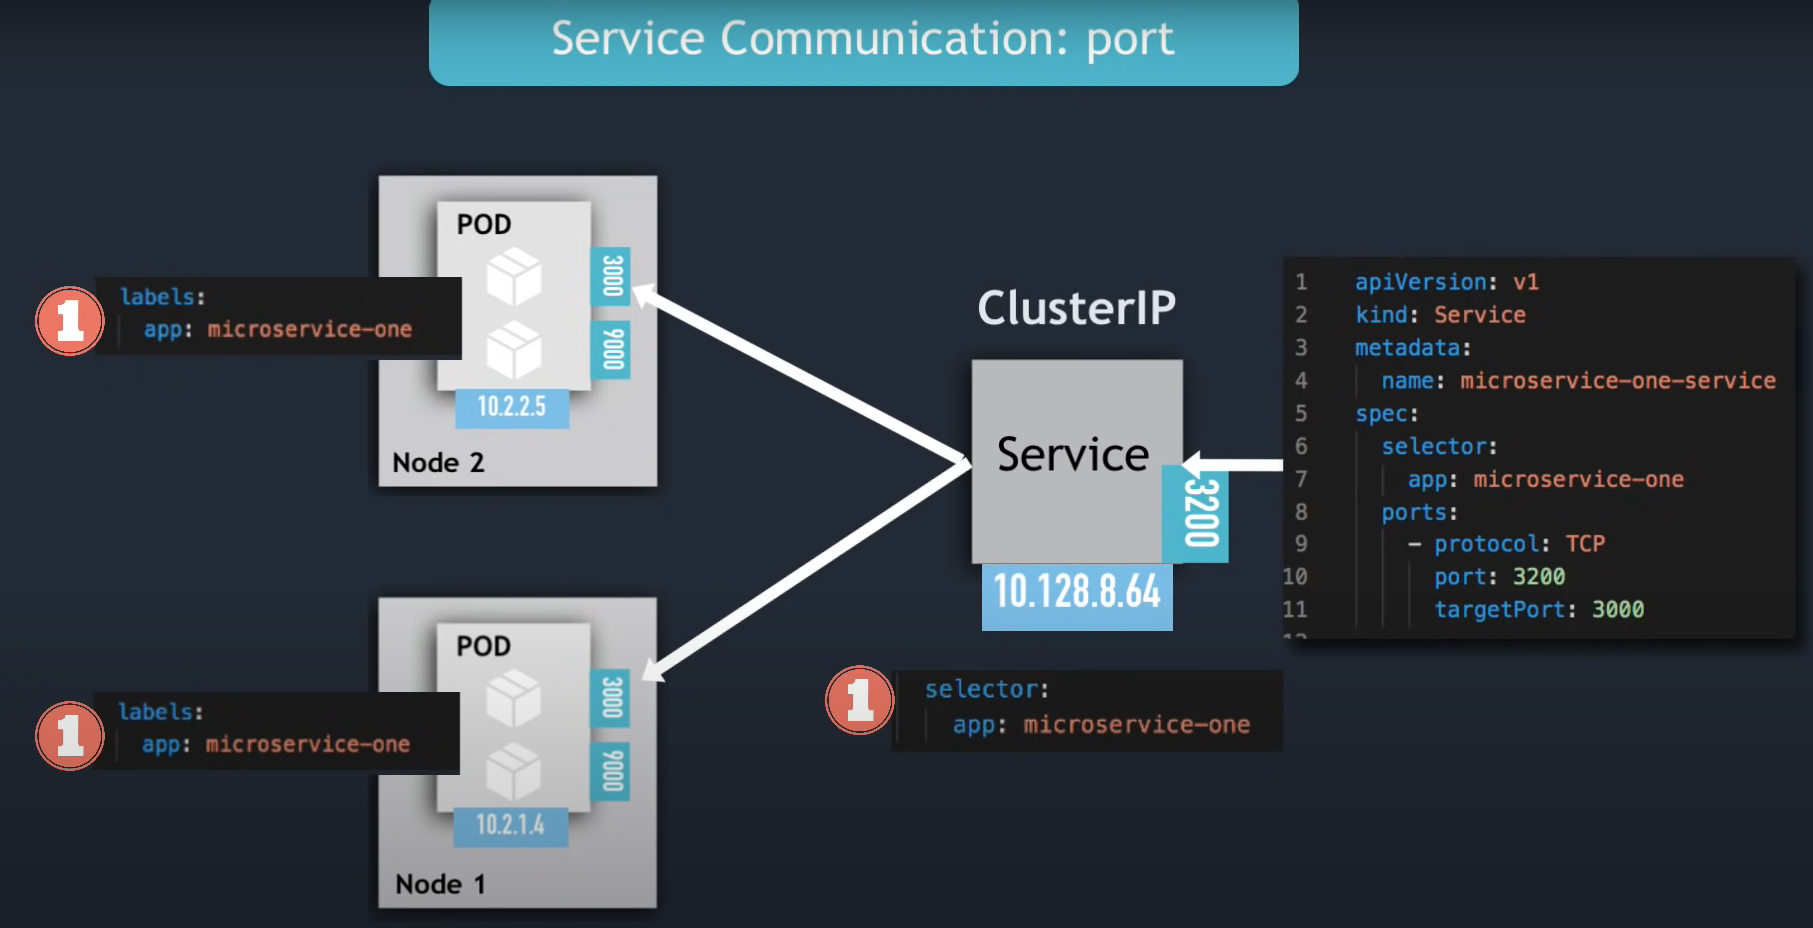 Service Communication: port
POD
3000
9000
1
labels:
app: microservice-one
10.2.2.5
Node 2
ClusterIP
Service
3200
10.128.8.64
1 apiVersion: v1
2 kind: Service
3 metadata:
4 name: microservice-one-service
5 spec:
6 selector:
7 app: microservice-one
8 ports:
9 - protocol: TCP
10 port: 3200
11 targetPort: 3000
1
selector:
app: microservice-one
POD
3000
9000
1
labels:
app: microservice-one
10.2.1.4
Node 1